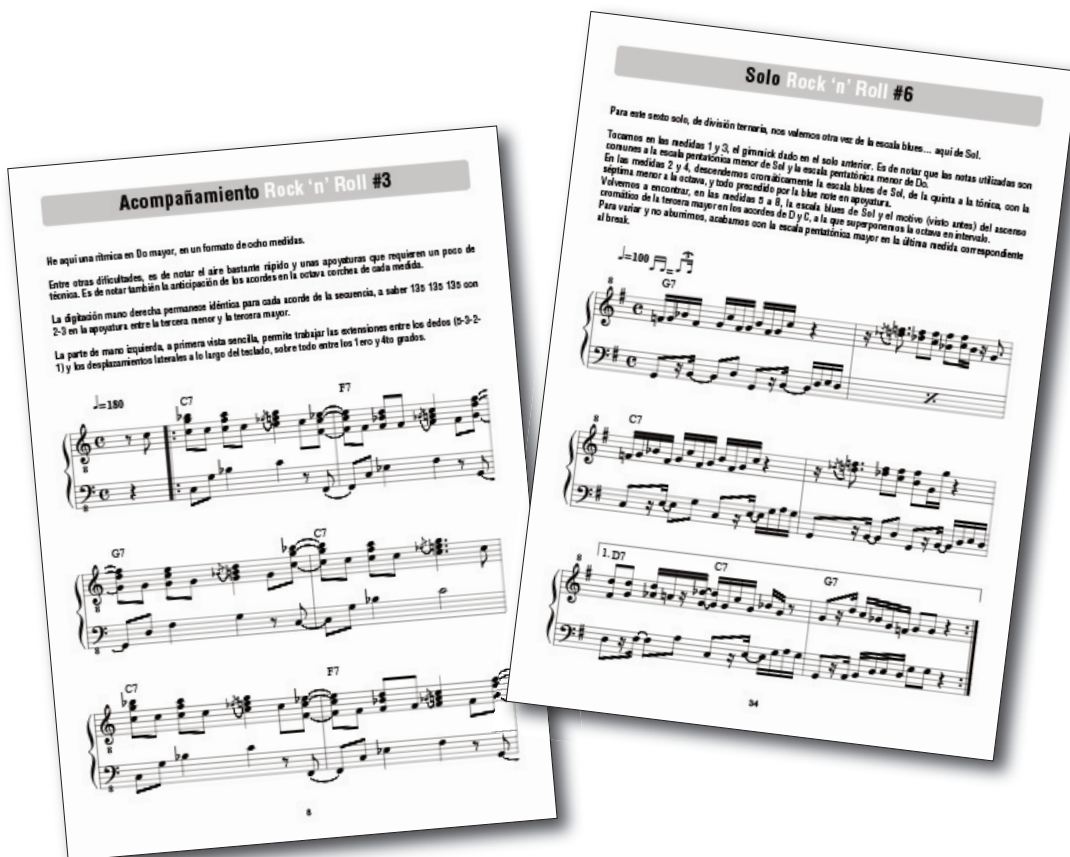 Acompañamiento Rock ‘n’ Roll #3
He aquí una rítmica en Do mayor, en un formato de ocho medidas.
Entre otras dificultades, es de notar el aire bastante rápido y unas apoyaturas que requieren un poco de
técnica. Es de notar también la anticipación de los acordes en la octava corchea de cada medida.
La digitación mano derecha permanece idéntica para cada acorde de la secuencia, a saber 135 135 135 con
2-3 en la apoyatura entre la tercera menor y la tercera mayor.
La parte de mano izquierda, a primera vista sencilla, permite trabajar las extensiones entre los dedos (5-3-2-
1) y los desplazamientos laterales a lo largo del teclado, sobre todo entre los 1ero y 4to grados.
♩=180 C7 F7
8
8
G7 C7
8
8
C7 F7
8
8
6
Solo Rock ‘n’ Roll #6
Para este sexto solo, de división ternaria, nos valemos otra vez de la escala blues... aquí de Sol.
Tocamos en las medidas 1 y 3, el gimmick dado en el solo anterior. Es de notar que las notas utilizadas son
comunes a la escala pentatónica menor de Sol y la escala pentatónica menor de Do.
En las medidas 2 y 4, descendemos cromáticamente la escala blues de Sol, de la quinta a la tónica, con la
séptima menor a la octava, y todo precedido por la blue note en apoyatura.
Volvemos a encontrar, en las medidas 5 a 8, la escala blues de Sol y el motivo (visto antes) del ascenso
cromático de la tercera mayor en los acordes de D y C, a la que superponemos la octava en intervalo.
Para variar y no aburrirnos, acabamos con la escala pentatónica mayor en la última medida correspondiente
al break.
♩=100
G7
8
C7
8
1. D7 C7 G7
8
34